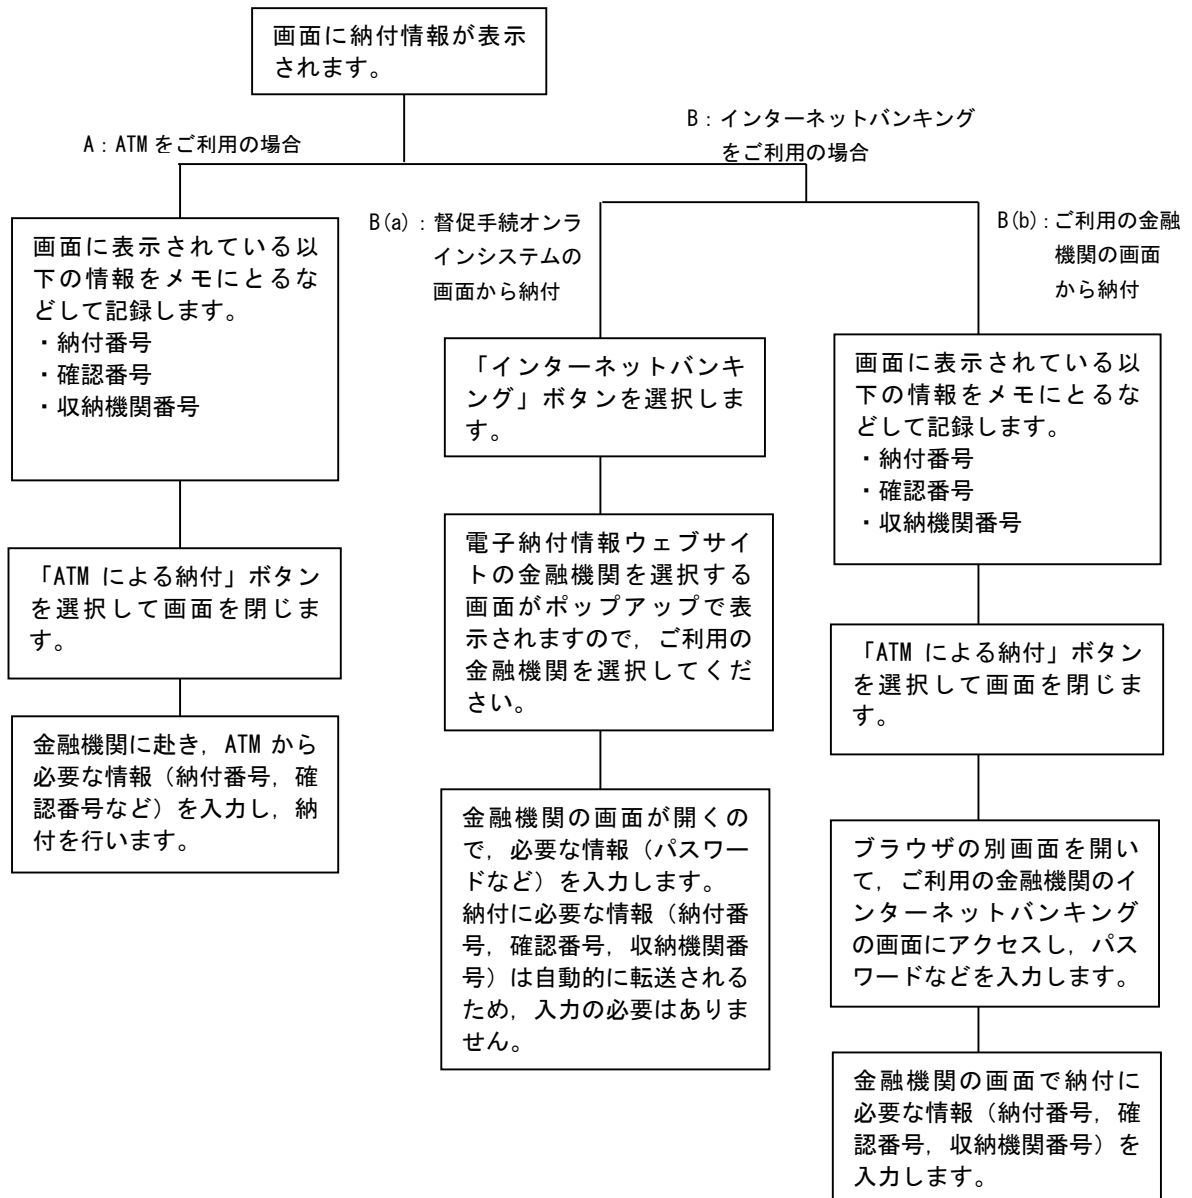 画面に納付情報が表示
されます。
A：ATM をご利用の場合
B：インターネットバンキング
をご利用の場合
画面に表示されている以
下の情報をメモにとるな
どして記録します。
・納付番号
・確認番号
・収納機関番号
「ATM による納付」ボタン
を選択して画面を閉じま
す。
金融機関に赴き，ATM から
必要な情報（納付番号，確
認番号など）を入力し，納
付を行います。
B(a)：督促手続オンラ
インシステムの
画面から納付
「インターネットバンキ
ング」ボタンを選択しま
す。
電子納付情報ウェブサイ
トの金融機関を選択する
画面がポップアップで表
示されますので，ご利用の
金融機関を選択してくだ
さい。
金融機関の画面が開くの
で，必要な情報（パスワー
ドなど）を入力します。
納付に必要な情報（納付番
号，確認番号，収納機関番
号）は自動的に転送される
ため，入力の必要はありま
せん。
B(b)：ご利用の金融
機関の画面
から納付
画面に表示されている以
下の情報をメモにとるな
どして記録します。
・納付番号
・確認番号
・収納機関番号
「ATM による納付」ボタン
を選択して画面を閉じま
す。
ブラウザの別画面を開い
て，ご利用の金融機関のイ
ンターネットバンキング
の画面にアクセスし，パス
ワードなどを入力します。
金融機関の画面で納付に
必要な情報（納付番号，確
認番号，収納機関番号）を
入力します。